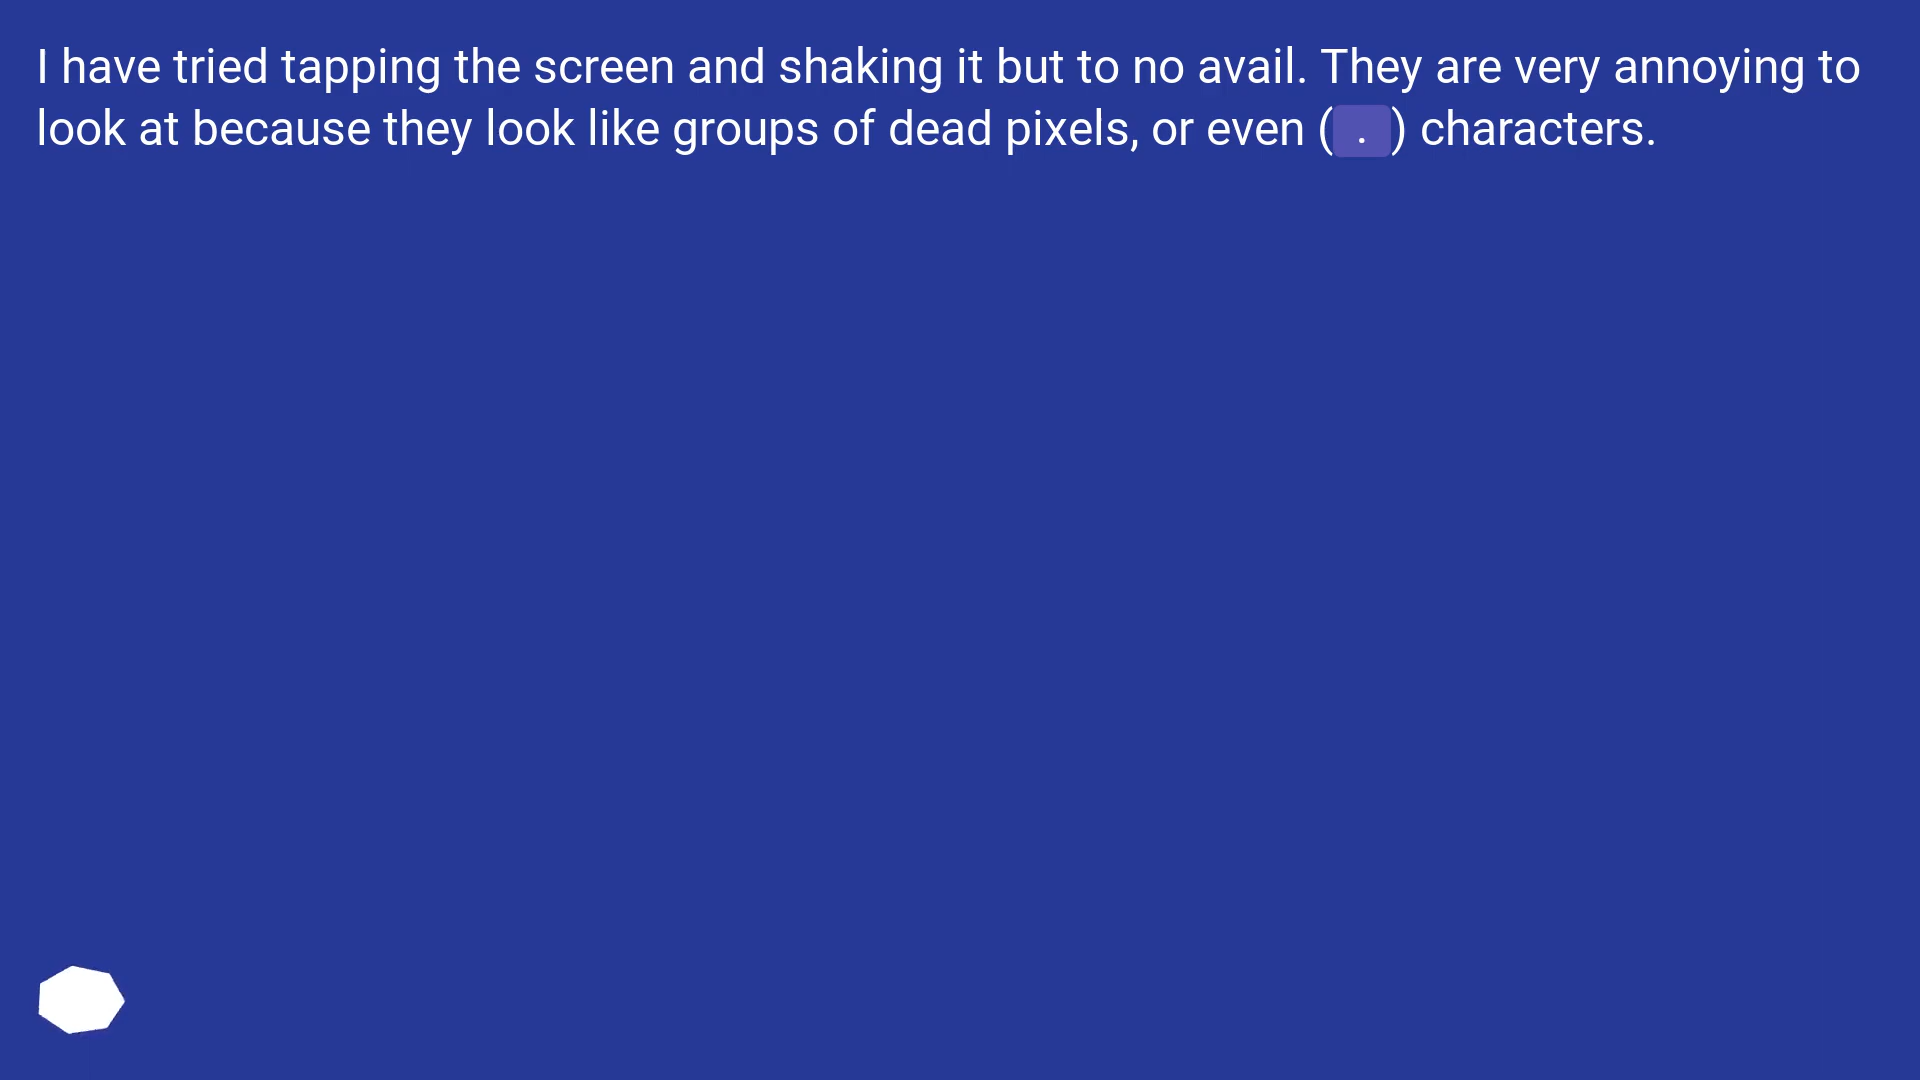 I have tried tapping the screen and shaking it but to no avail. They are very annoying to
look at because they look like groups of dead pixels, or even ( . ) characters.